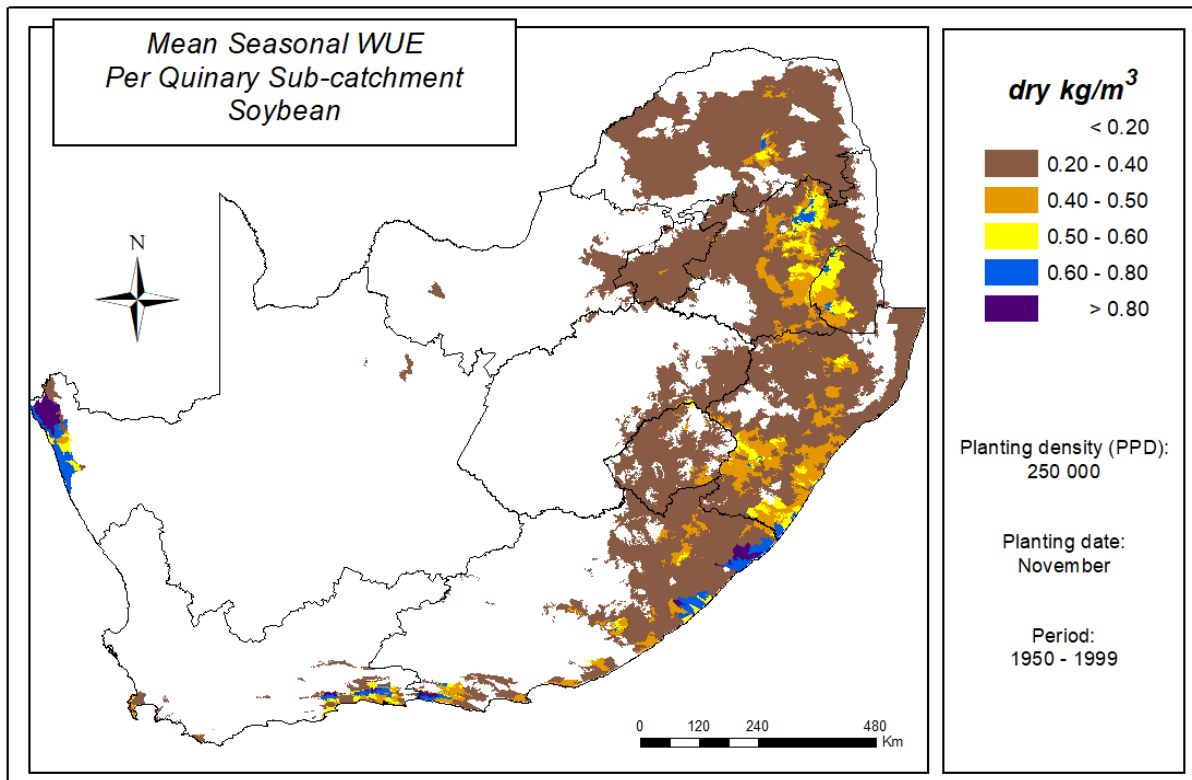 Mean Seasonal WUE
Per Quinary Sub-catchment
Soybean
N
0 120 240 480
Km
dry kg/m³
< 0.20
0.20 - 0.40
0.40 - 0.50
0.50 - 0.60
0.60 - 0.80
> 0.80
Planting density (PPD):
250 000
Planting date:
November
Period:
1950 - 1999